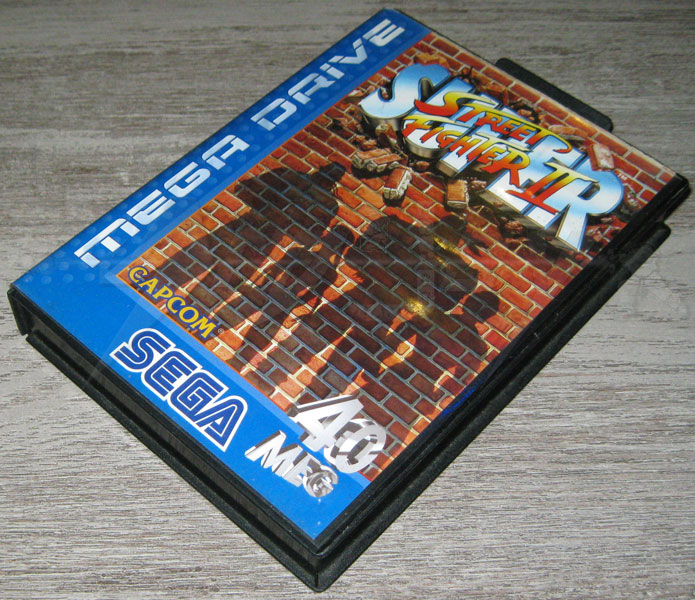 MEGA DRIVE
SUPER
STREET
FIGHTER II
CAPCOM®
SEGA
40
MEG